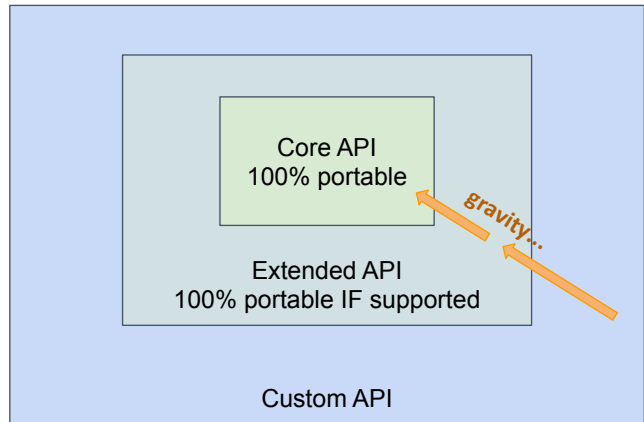 Core API
100% portable
gravity...
Extended API
100% portable IF supported
Custom API